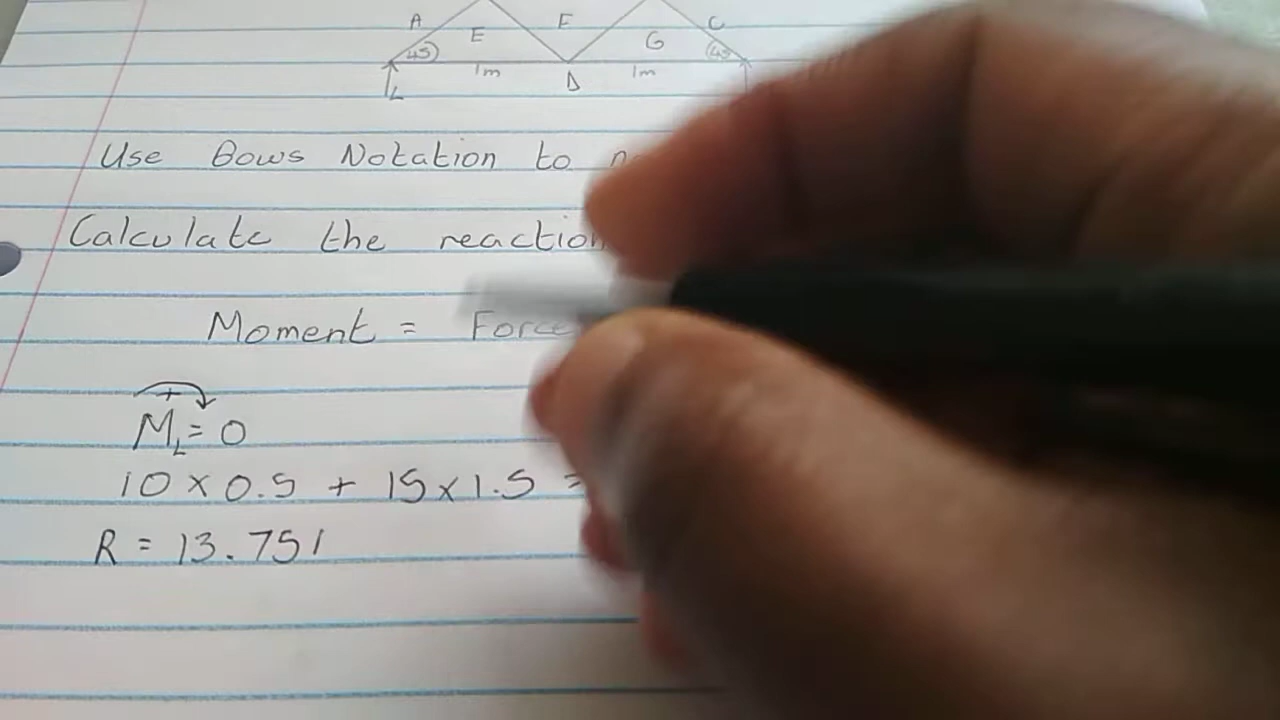 A E F G C
45 1m D 1m 45
L
Use Bows Notation to
Calculate the reaction
Moment = Force
+
M_L = 0
10 x 0.5 + 15 x 1.5 =
R = 13.75